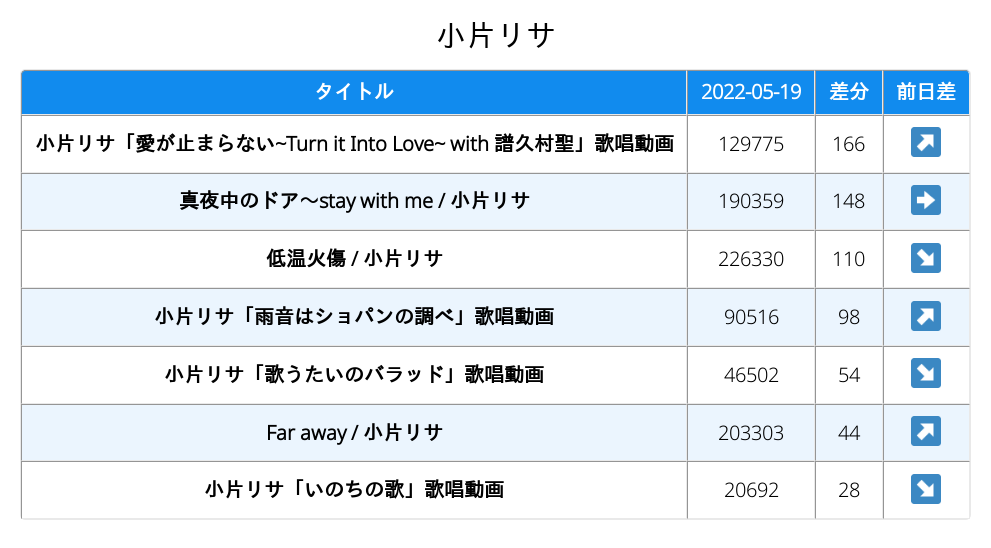 小片リサ
タイトル 2022-05-19 差分 前日差
小片リサ「愛が止まらない~Turn it Into Love~ with 譜久村聖」歌唱動画 129775 166 ↗
真夜中のドア～stay with me / 小片リサ 190359 148 ➡
低温火傷 / 小片リサ 226330 110 ↘
小片リサ「雨音はショパンの調べ」歌唱動画 90516 98 ↗
小片リサ「歌うたいのバラッド」歌唱動画 46502 54 ↘
Far away / 小片リサ 203303 44 ↗
小片リサ「いのちの歌」歌唱動画 20692 28 ↘